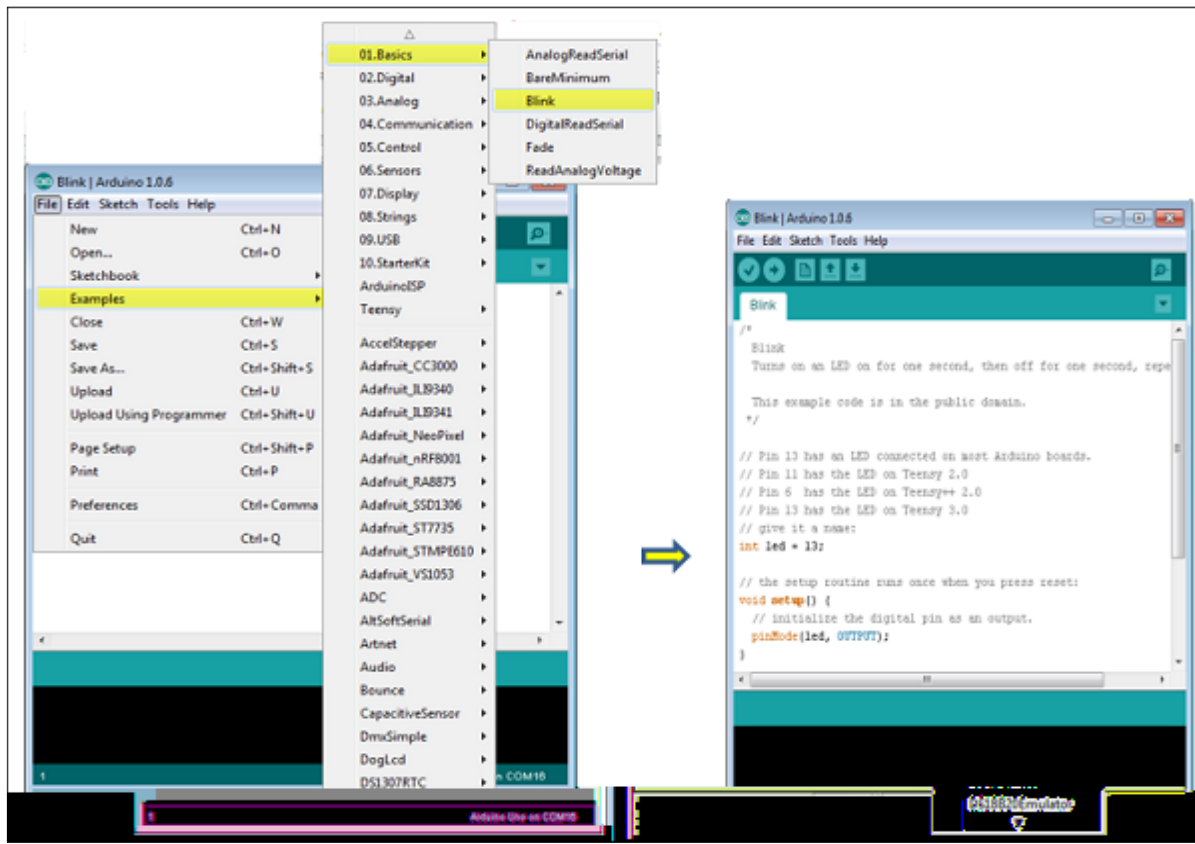 01.Basics
02.Digital
03.Analog
04.Communication
05.Control
06.Sensors
07.Display
08.Strings
09.USB
10.StarterKit
ArduinoISP
Teensy
AccelStepper
Adafruit_CC3000
Adafruit_ILI9340
Adafruit_ILI9341
Adafruit_NeoPixel
Adafruit_nRF8001
Adafruit_RA8875
Adafruit_SSD1306
Adafruit_ST7735
Adafruit_STMPE610
Adafruit_VS1053
ADC
AltSoftSerial
Artnet
Audio
Bounce
CapacitiveSensor
DmxSimple
DogLcd
DS1307RTC
AnalogReadSerial
BareMinimum
Blink
DigitalReadSerial
Fade
ReadAnalogVoltage
Blink | Arduino 1.0.6
File Edit Sketch Tools Help
New Ctrl+N
Open... Ctrl+O
Sketchbook
Examples
Close Ctrl+W
Save Ctrl+S
Save As... Ctrl+Shift+S
Upload Ctrl+U
Upload Using Programmer Ctrl+Shift+U
Page Setup Ctrl+Shift+P
Print Ctrl+P
Preferences Ctrl+Comma
Quit Ctrl+Q
1
n COM16
Blink | Arduino 1.0.6
File Edit Sketch Tools Help
Blink
/*
Blink
Turns on an LED on for one second, then off for one second, repe
This example code is in the public domain.
*/
// Pin 13 has an LED connected on most Arduino boards.
// Pin 11 has the LED on Teensy 2.0
// Pin 6 has the LED on Teensy++ 2.0
// Pin 13 has the LED on Teensy 3.0
// give it a name:
int led = 13;
// the setup routine runs once when you press reset:
void setup() {
// initialize the digital pin as an output.
pinMode(led, OUTPUT);
}
1
Arduino Uno on COM16